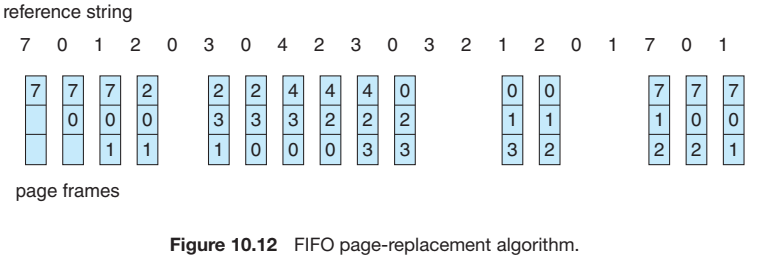 reference string
7 0 1 2 0 3 0 4 2 3 0 3 2 1 2 0 1 7 0 1
7 7 7 2 2 2 4 4 4 0 0 0 7 7 7
0 0 0 3 3 3 2 2 2 1 1 1 0 0
1 1 1 0 0 0 3 3 3 2 2 2 1
page frames
Figure 10.12 FIFO page-replacement algorithm.